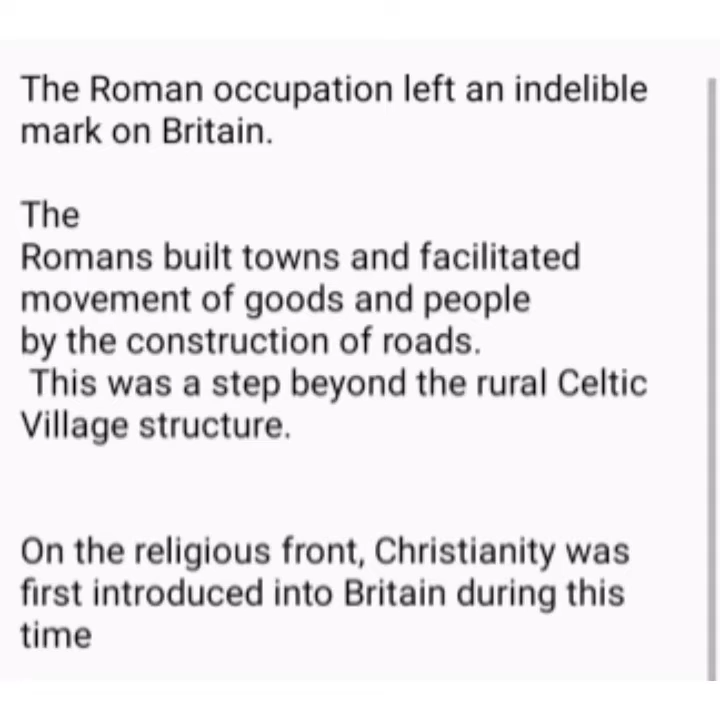 The Roman occupation left an indelible
mark on Britain.
The
Romans built towns and facilitated
movement of goods and people
by the construction of roads.
This was a step beyond the rural Celtic
Village structure.
On the religious front, Christianity was
first introduced into Britain during this
time